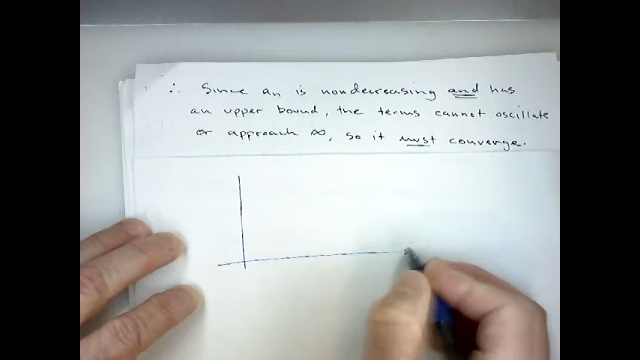 ∴ Since an is nondecreasing and has
an upper bound, the terms cannot oscillate
or approach ∞, so it must converge.